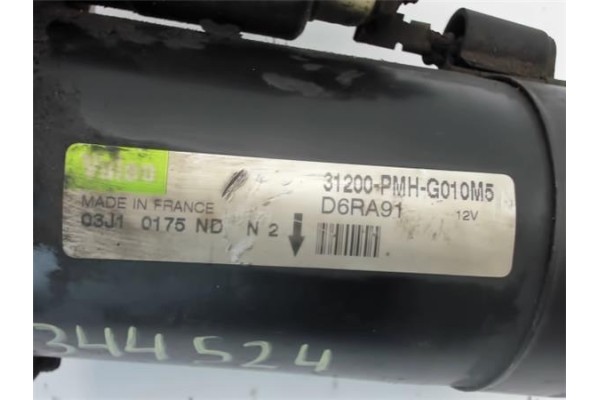 Valeo
31200-PMH-G010M5
MADE IN FRANCE
D6RA91
12V
03J1 0175 ND N 2
344524